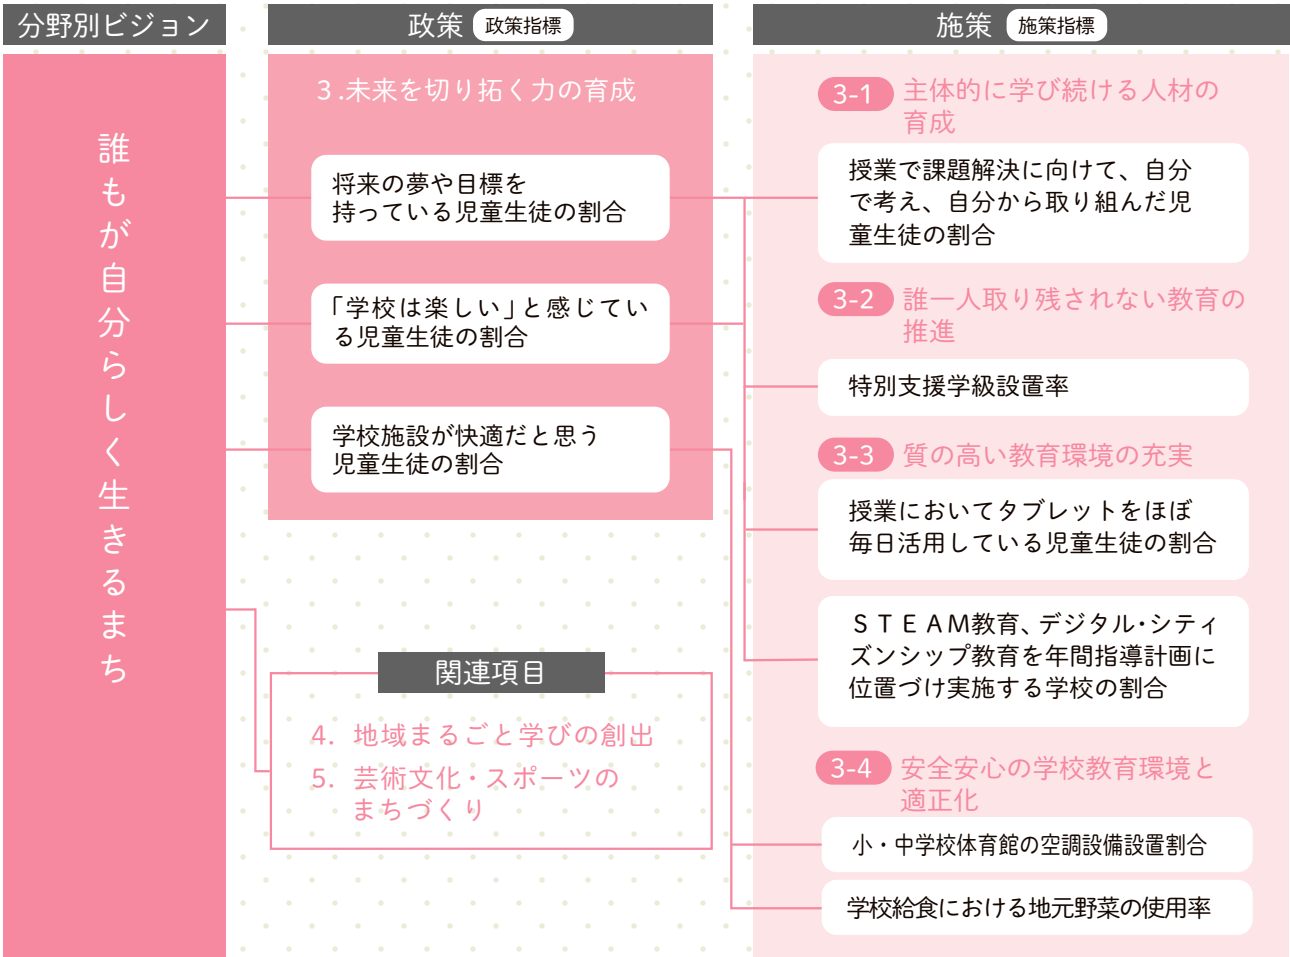 分野別ビジョン
誰もが自分らしく生きるまち
政策 政策指標
3.未来を切り拓く力の育成
将来の夢や目標を
持っている児童生徒の割合
「学校は楽しい」と感じてい
る児童生徒の割合
学校施設が快適だと思う
児童生徒の割合
関連項目
4. 地域まるごと学びの創出
5. 芸術文化・スポーツの
まちづくり
施策 施策指標
3-1 主体的に学び続ける人材の
育成
授業で課題解決に向けて、自分
で考え、自分から取り組んだ児
童生徒の割合
3-2 誰一人取り残されない教育の
推進
特別支援学級設置率
3-3 質の高い教育環境の充実
授業においてタブレットをほぼ
毎日活用している児童生徒の割合
ＳＴＥＡＭ教育、デジタル・シティ
ズンシップ教育を年間指導計画に
位置づけ実施する学校の割合
3-4 安全安心の学校教育環境と
適正化
小・中学校体育館の空調設備設置割合
学校給食における地元野菜の使用率